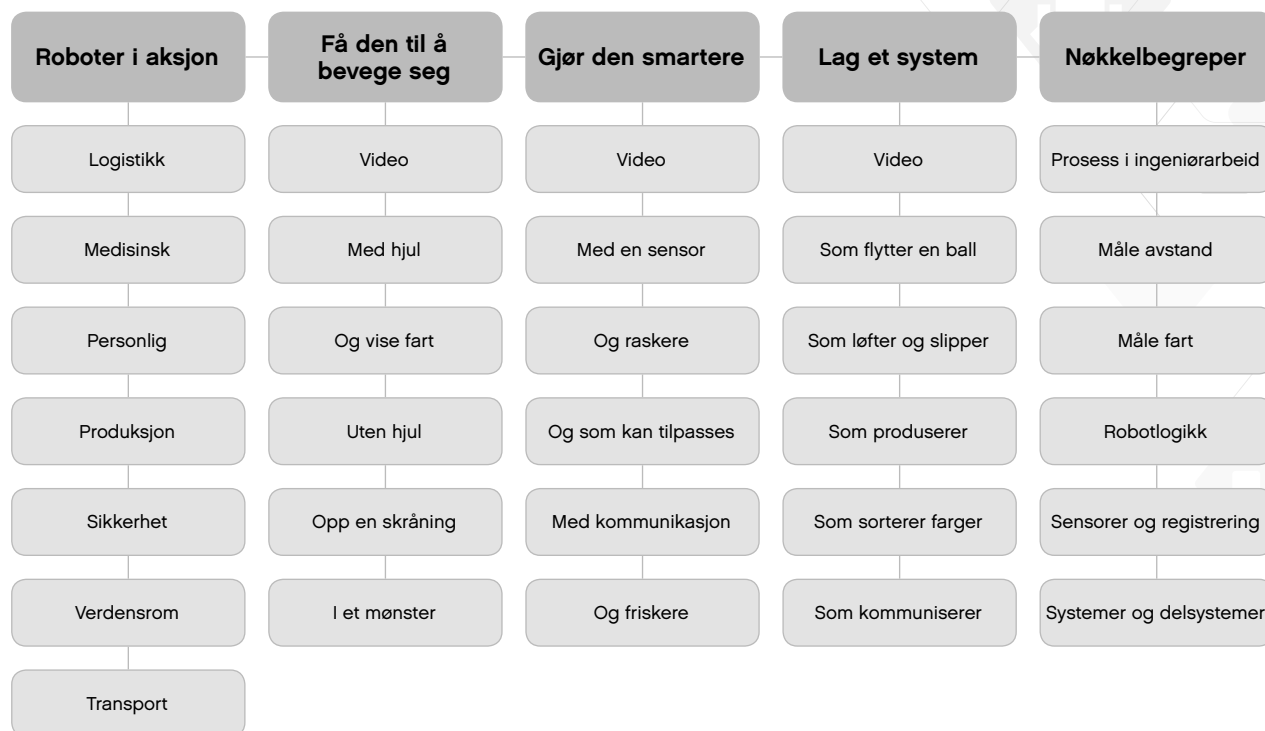 Roboter i aksjon
Logistikk
Medisinsk
Personlig
Produksjon
Sikkerhet
Verdensrom
Transport
Få den til å
bevege seg
Video
Med hjul
Og vise fart
Uten hjul
Opp en skråning
I et mønster
Gjør den smartere
Video
Med en sensor
Og raskere
Og som kan tilpasses
Med kommunikasjon
Og friskere
Lag et system
Video
Som flytter en ball
Som løfter og slipper
Som produserer
Som sorterer farger
Som kommuniserer
Nøkkelbegreper
Prosess i ingeniørarbeid
Måle avstand
Måle fart
Robotlogikk
Sensorer og registrering
Systemer og delsystemer